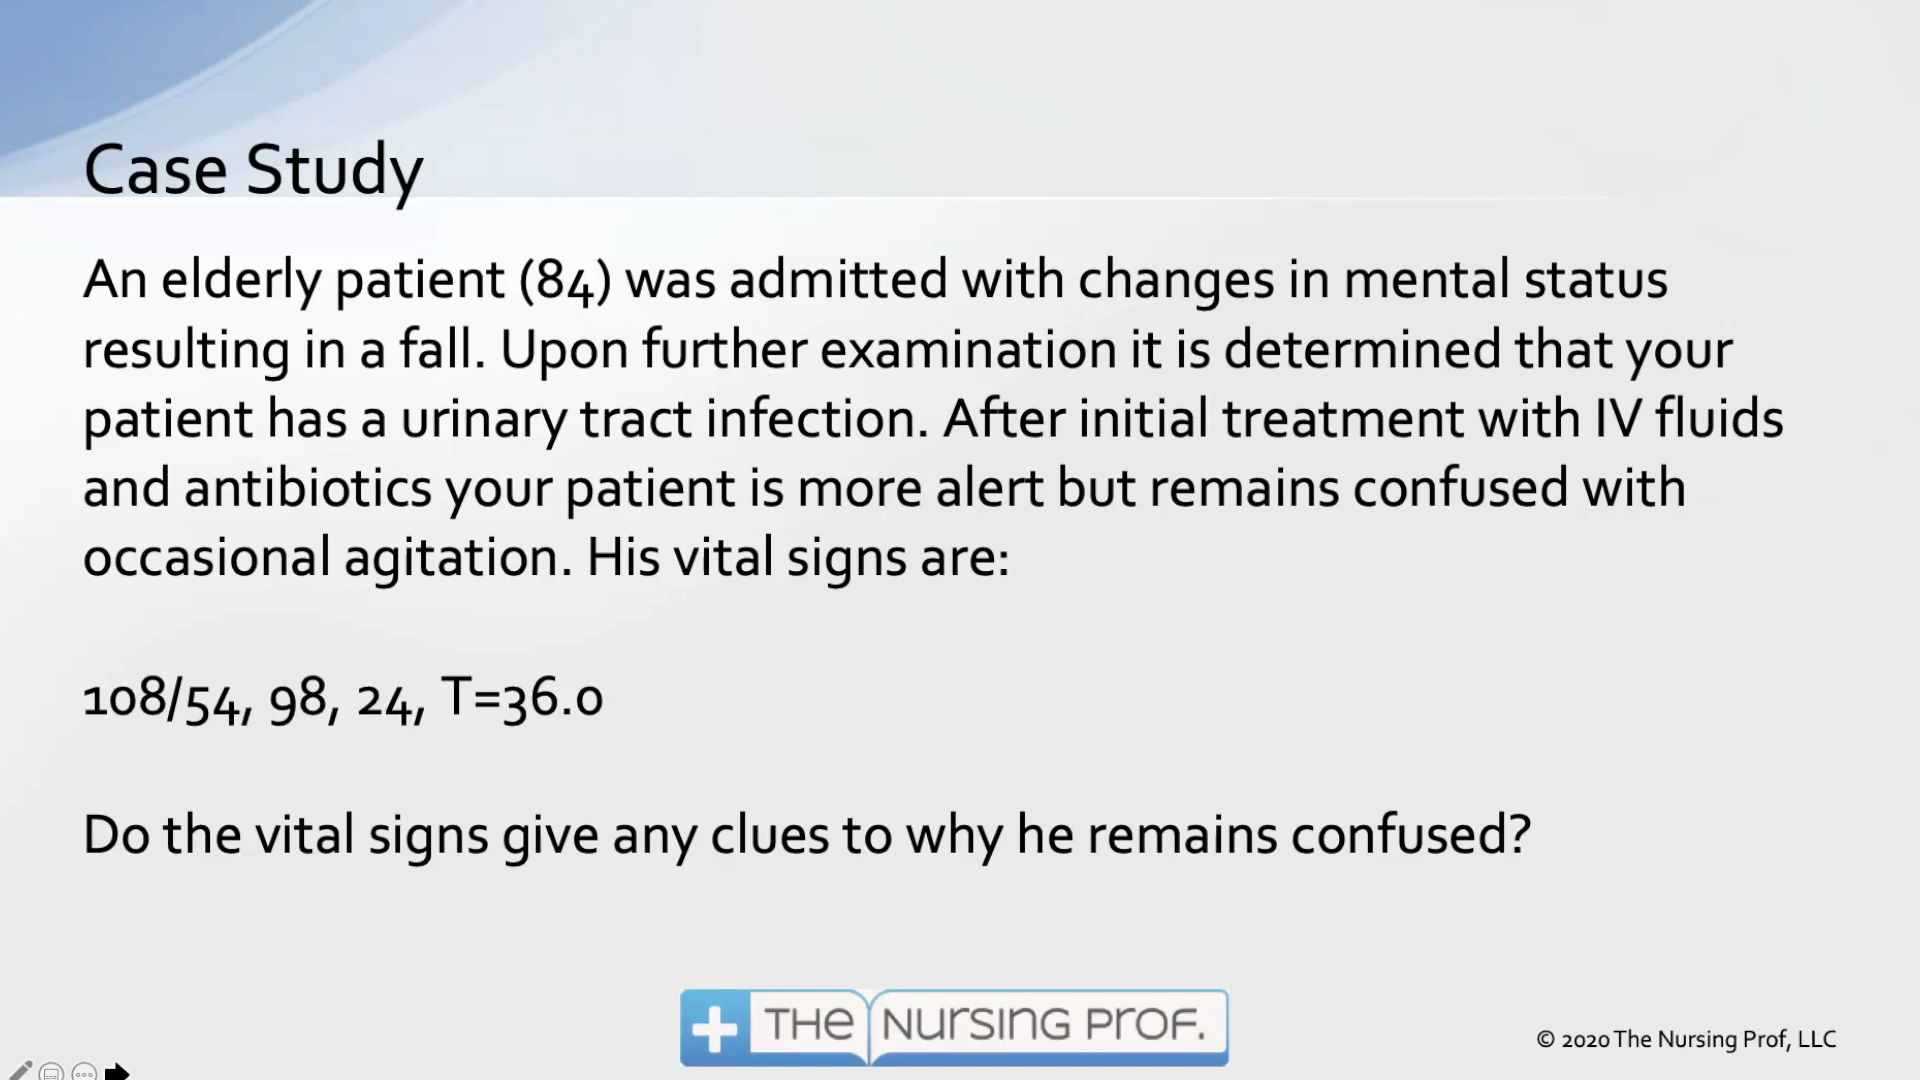 Case Study
An elderly patient (84) was admitted with changes in mental status
resulting in a fall. Upon further examination it is determined that your
patient has a urinary tract infection. After initial treatment with IV fluids
and antibiotics your patient is more alert but remains confused with
occasional agitation. His vital signs are:
108/54, 98, 24, T=36.0
Do the vital signs give any clues to why he remains confused?
THE NURSING PROF.
© 2020 The Nursing Prof, LLC